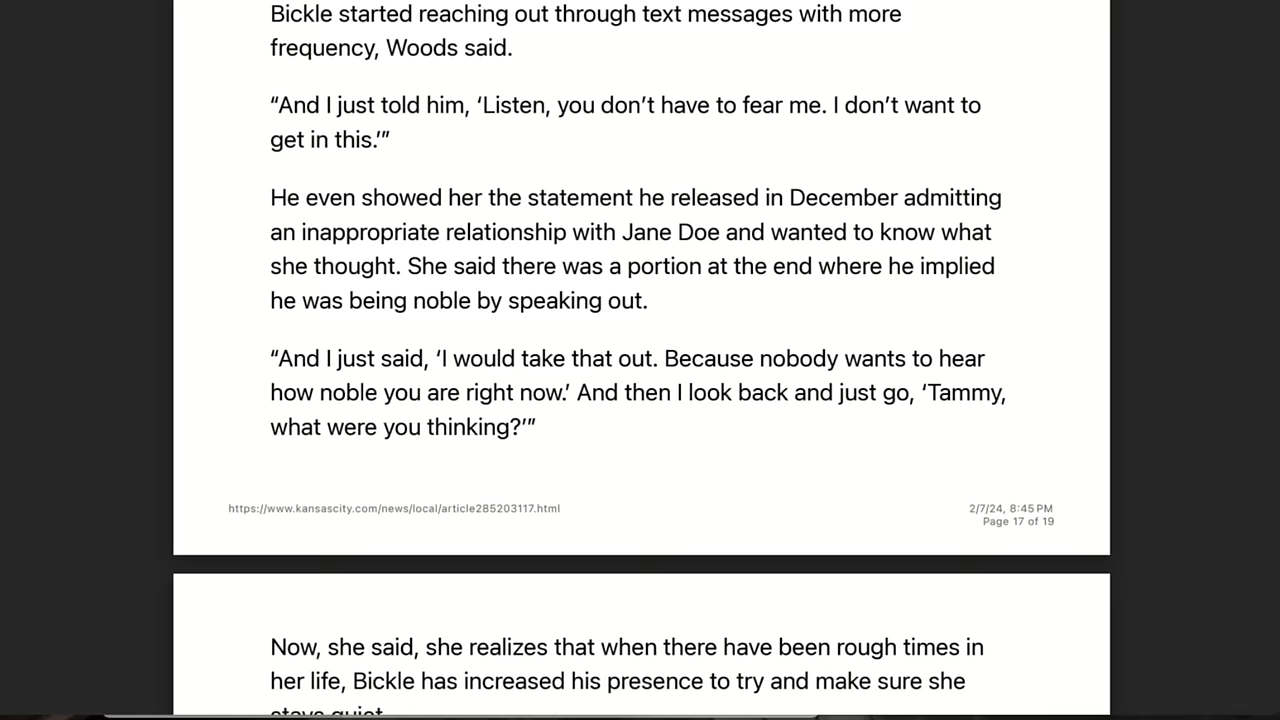 Bickle started reaching out through text messages with more
frequency, Woods said.
“And I just told him, ‘Listen, you don’t have to fear me. I don’t want to
get in this.’”
He even showed her the statement he released in December admitting
an inappropriate relationship with Jane Doe and wanted to know what
she thought. She said there was a portion at the end where he implied
he was being noble by speaking out.
“And I just said, ‘I would take that out. Because nobody wants to hear
how noble you are right now.’ And then I look back and just go, ‘Tammy,
what were you thinking?’”
https://www.kansascity.com/news/local/article285203117.html
2/7/24, 8:45 PM
Page 17 of 19
Now, she said, she realizes that when there have been rough times in
her life, Bickle has increased his presence to try and make sure she
stays quiet.